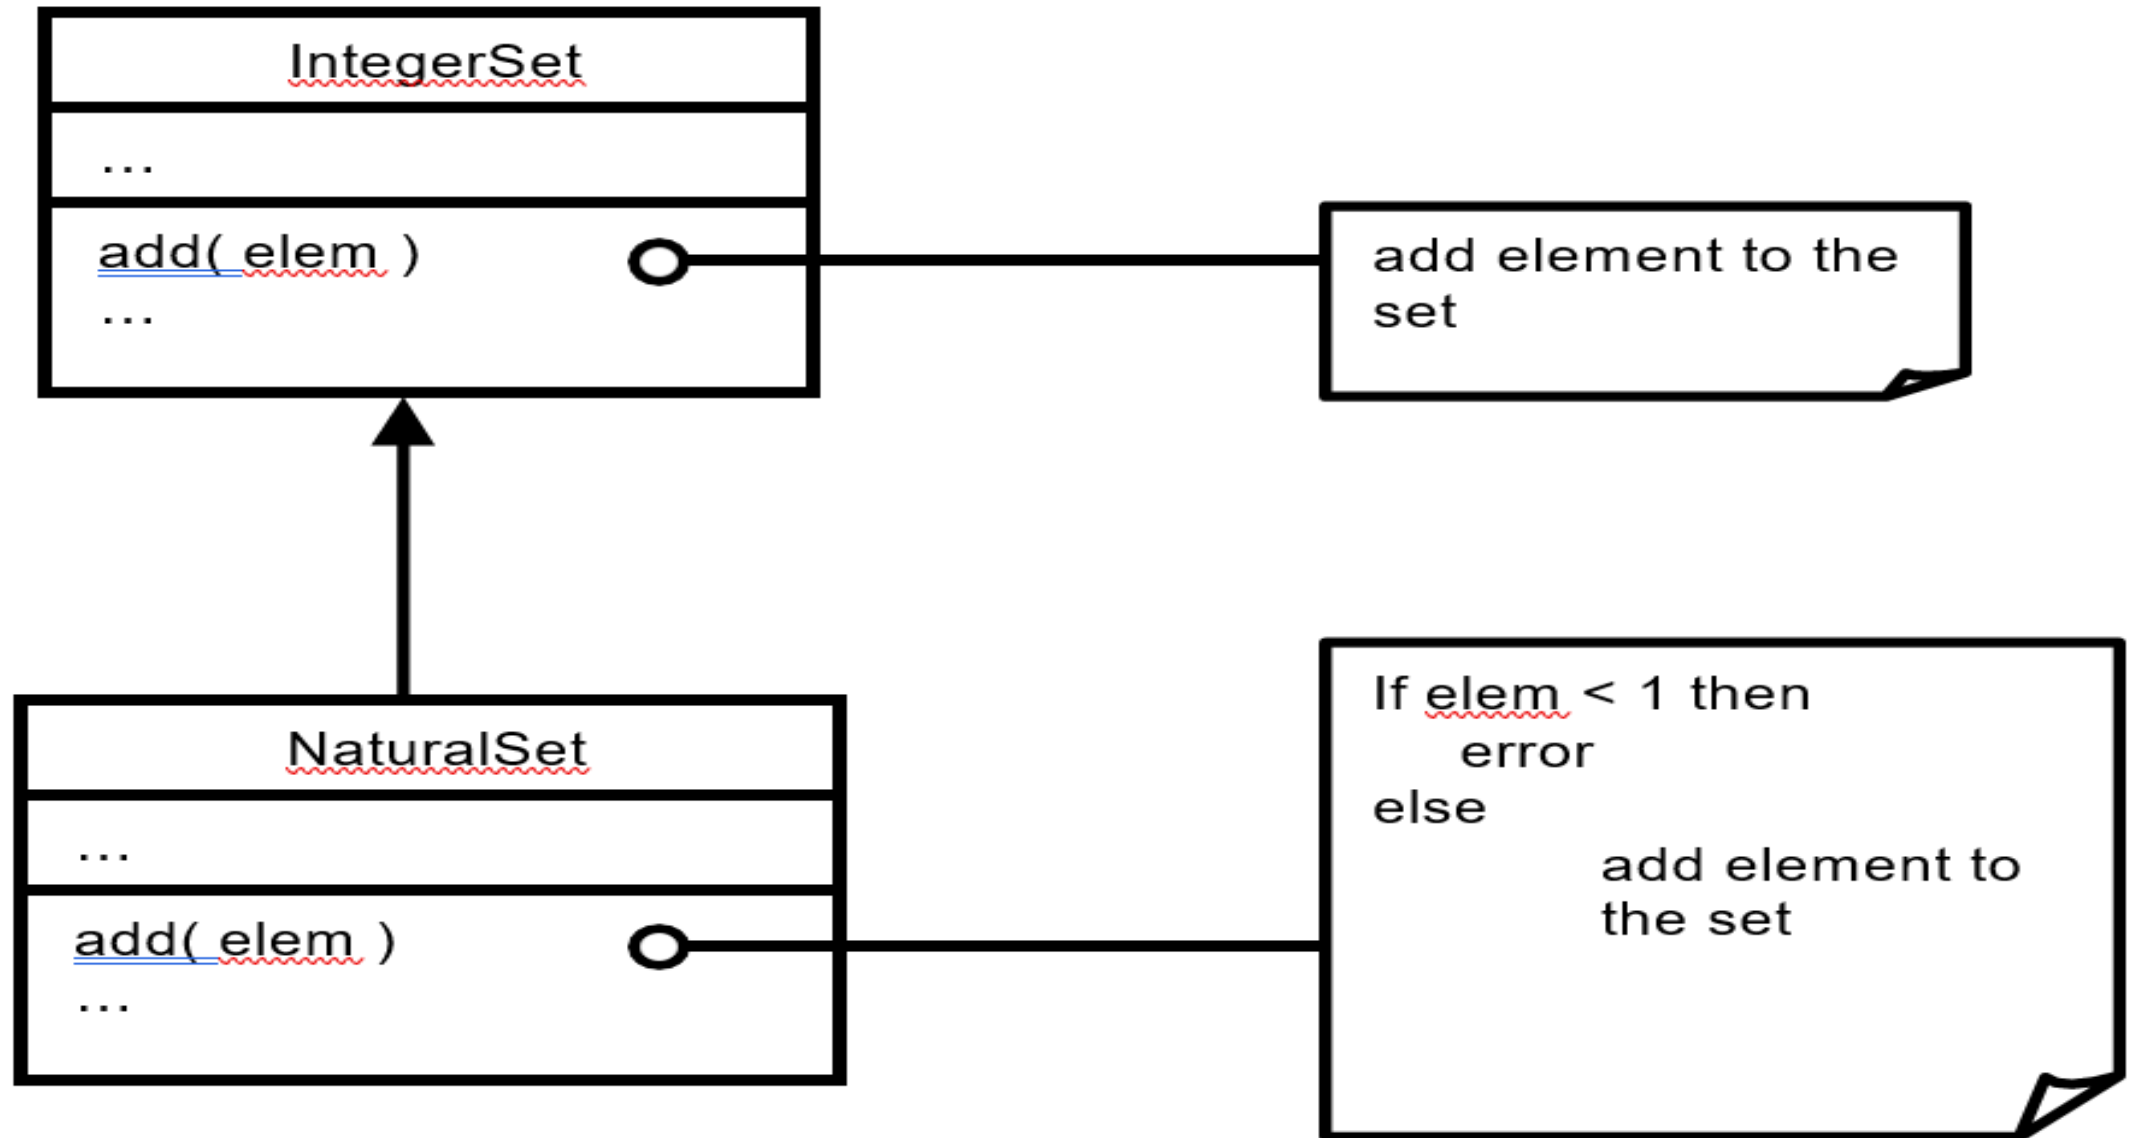 IntegerSet
...
add( elem )
...
add element to the
set
NaturalSet
...
add( elem )
...
If elem < 1 then
error
else
add element to
the set